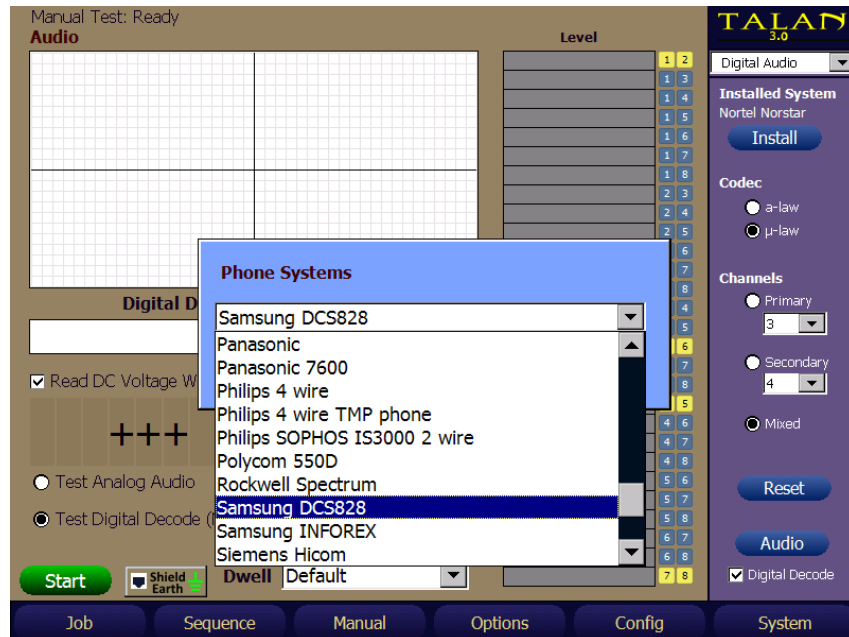 Manual Test: Ready
Audio
Level
TALAN
3.0
Digital Audio
Installed System
Nortel Norstar
Install
Codec
a-law
µ-law
Channels
Primary
3
Secondary
4
Mixed
Reset
Audio
Digital Decode
1 2
1 3
1 4
1 5
1 6
1 7
1 8
2 3
2 4
2 5
6
7
8
4
5
6
7
8
5
4 6
4 7
4 8
5 6
5 7
5 8
6 7
6 8
7 8
Phone Systems
Samsung DCS828
Panasonic
Panasonic 7600
Philips 4 wire
Philips 4 wire TMP phone
Philips SOPHOS IS3000 2 wire
Polycom 550D
Rockwell Spectrum
Samsung DCS828
Samsung INFOREX
Siemens Hicom
Digital D
Read DC Voltage W
+++
Test Analog Audio
Test Digital Decode (
Start
Shield
Earth
Dwell Default
Job Sequence Manual Options Config System